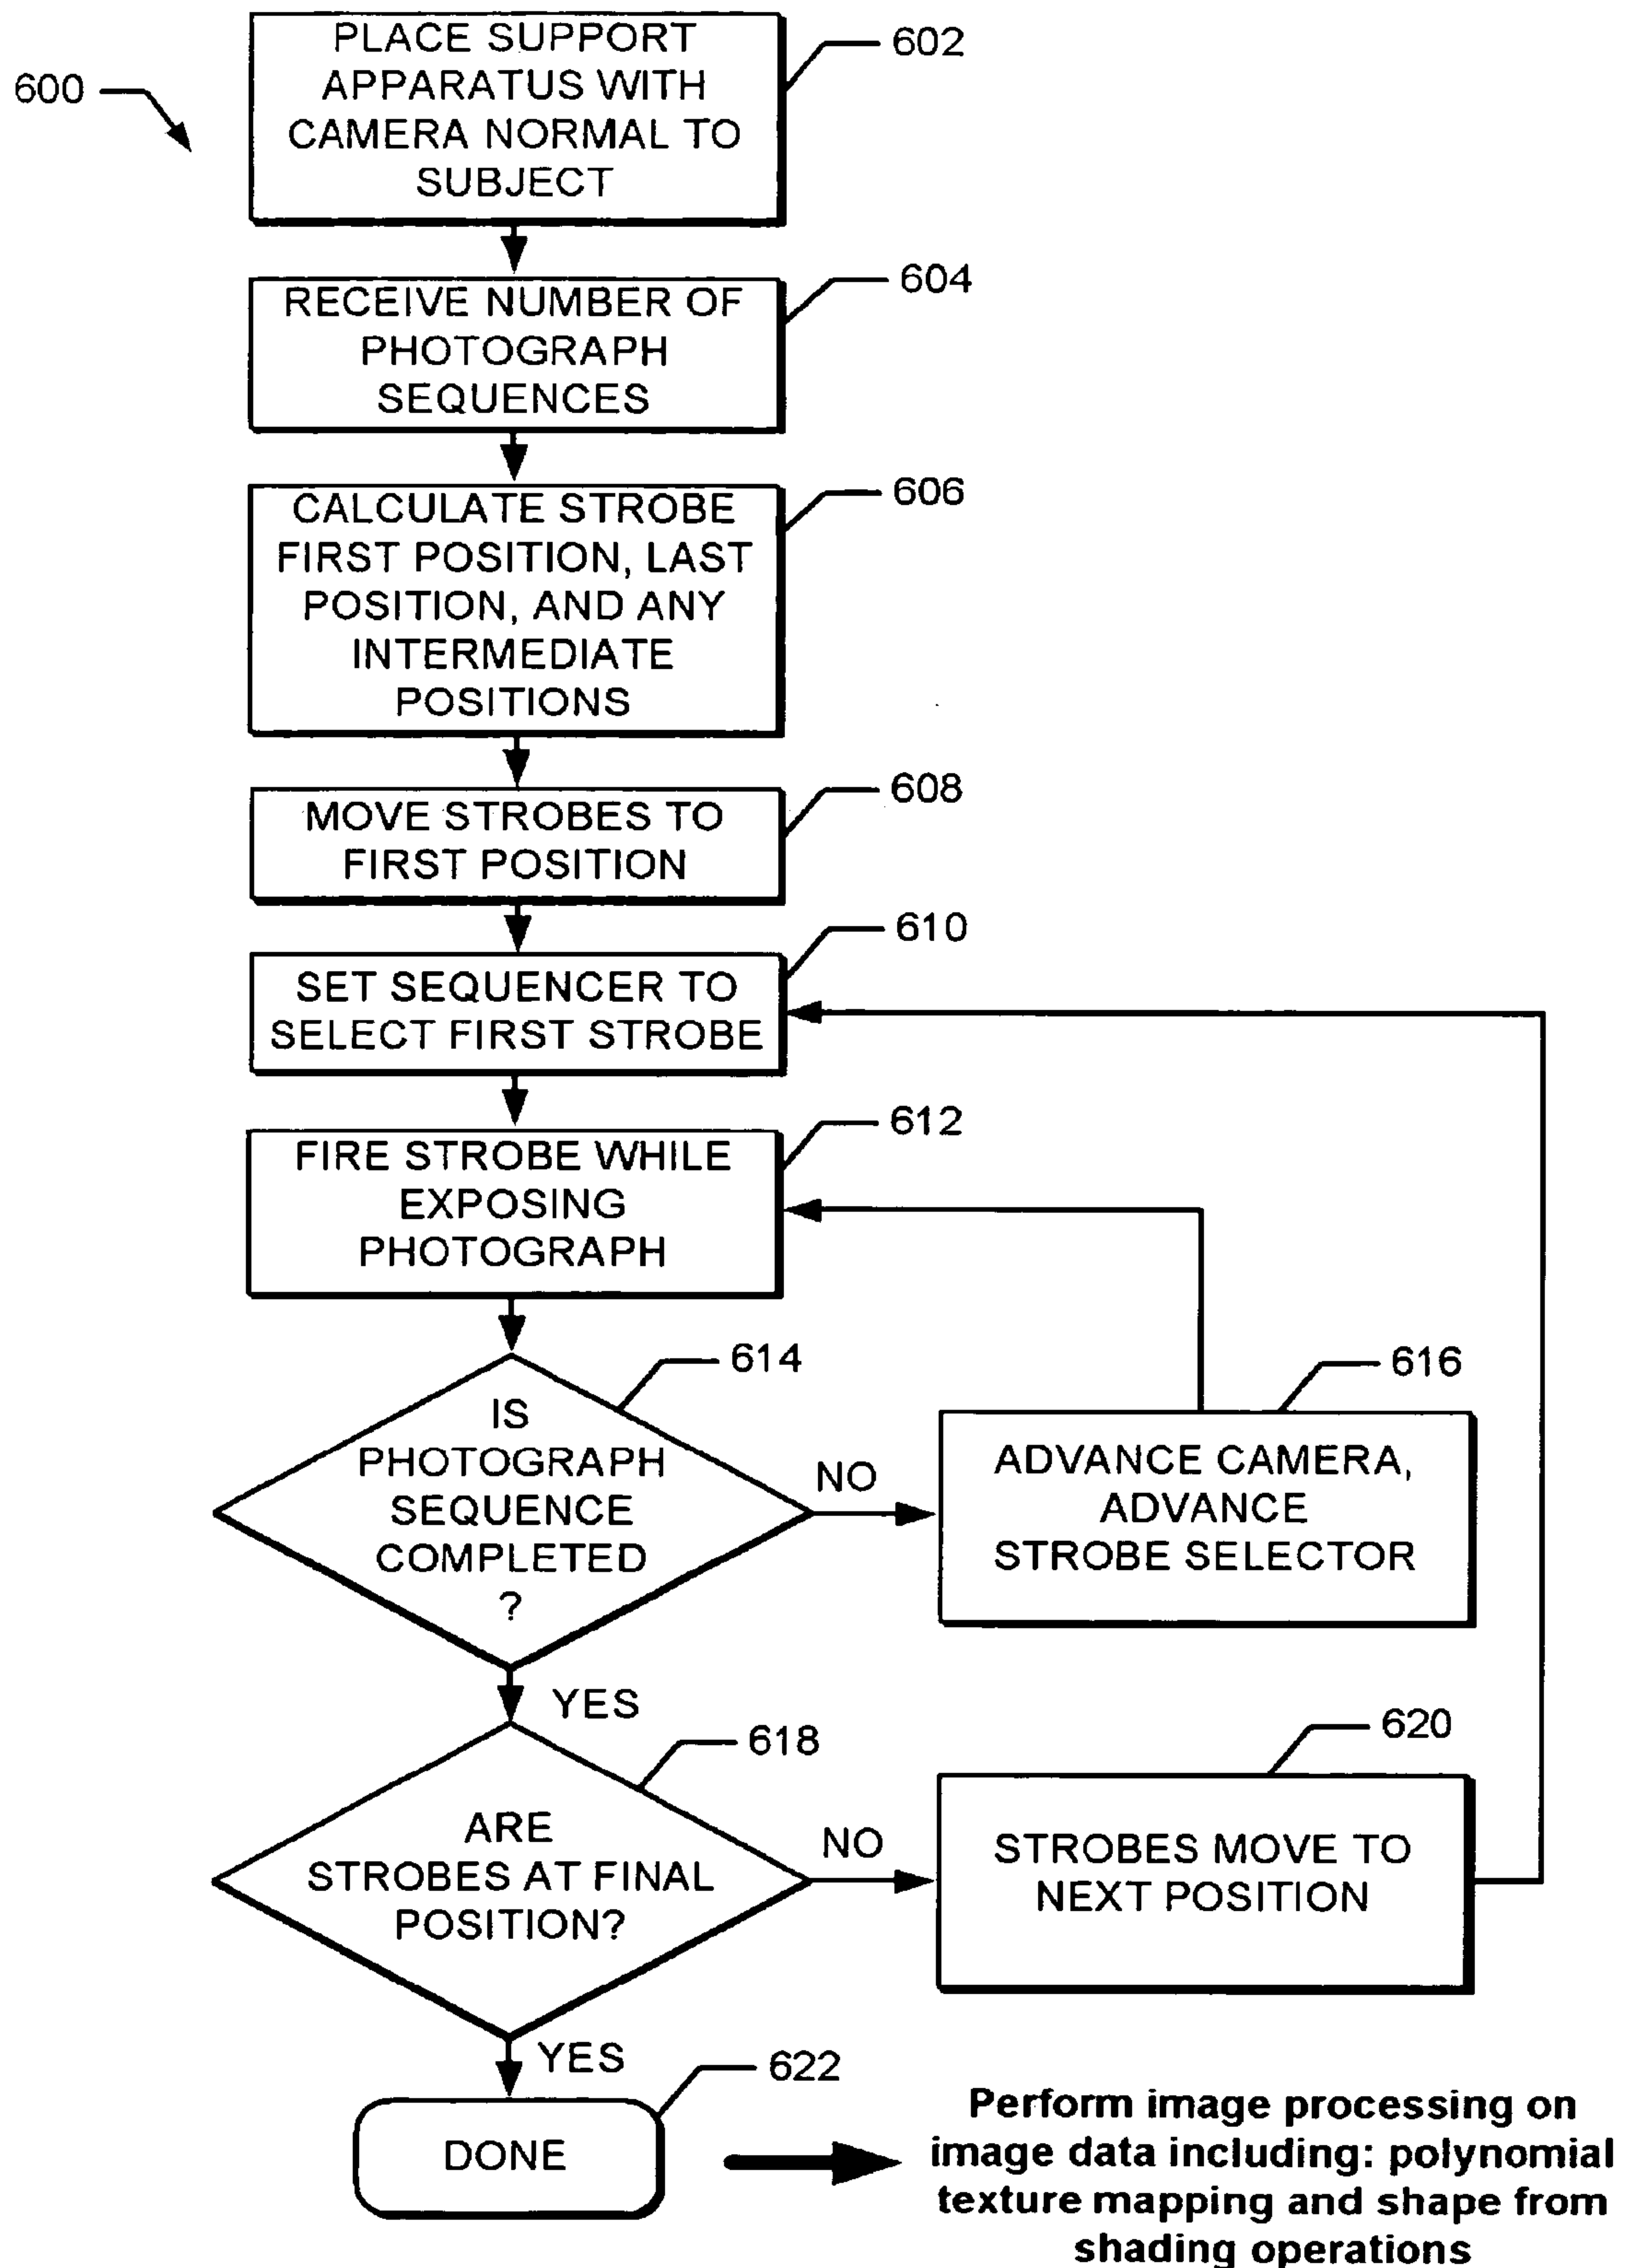 600
PLACE SUPPORT
APPARATUS WITH
CAMERA NORMAL TO
SUBJECT
602
RECEIVE NUMBER OF
PHOTOGRAPH
SEQUENCES
604
CALCULATE STROBE
FIRST POSITION, LAST
POSITION, AND ANY
INTERMEDIATE
POSITIONS
606
MOVE STROBES TO
FIRST POSITION
608
SET SEQUENCER TO
SELECT FIRST STROBE
610
FIRE STROBE WHILE
EXPOSING
PHOTOGRAPH
612
IS
PHOTOGRAPH
SEQUENCE
COMPLETED
?
614
NO
ADVANCE CAMERA,
ADVANCE
STROBE SELECTOR
616
YES
ARE
STROBES AT FINAL
POSITION?
618
NO
STROBES MOVE TO
NEXT POSITION
620
YES
DONE
622
Perform image processing on
image data including: polynomial
texture mapping and shape from
shading operations